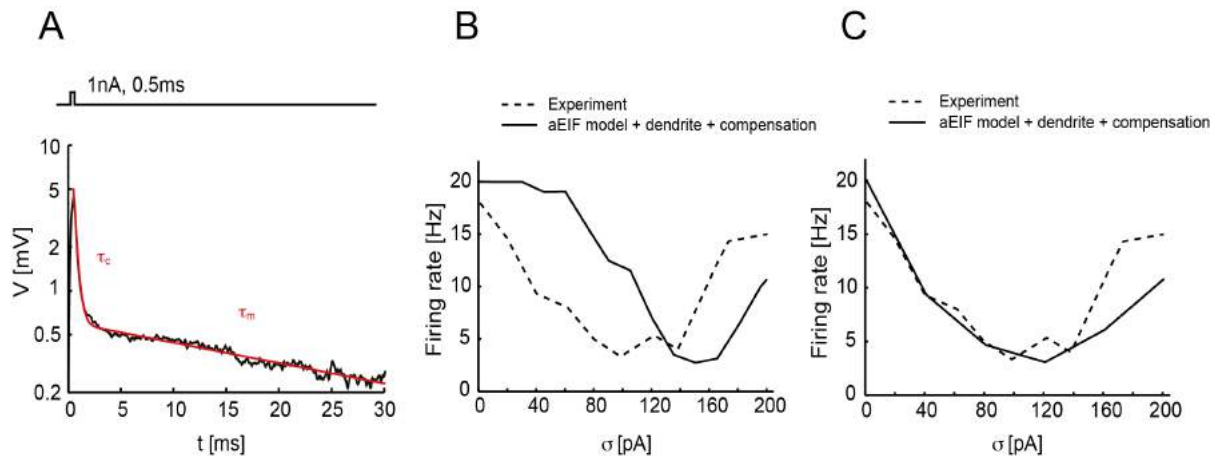 A
1nA, 0.5ms
V [mV]
10
5
2
1
0.5
0.2
τc
τm
0 5 10 15 20 25 30
t [ms]
B
Experiment
aEIF model + dendrite + compensation
Firing rate [Hz]
20
15
10
5
0
0 40 80 120 160 200
σ [pA]
C
Experiment
aEIF model + dendrite + compensation
Firing rate [Hz]
20
15
10
5
0
0 40 80 120 160 200
σ [pA]